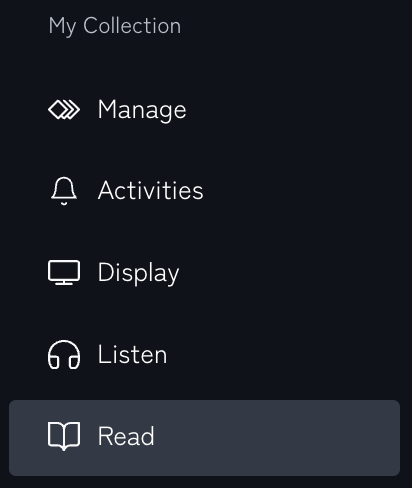 My Collection
Manage
Activities
Display
Listen
Read